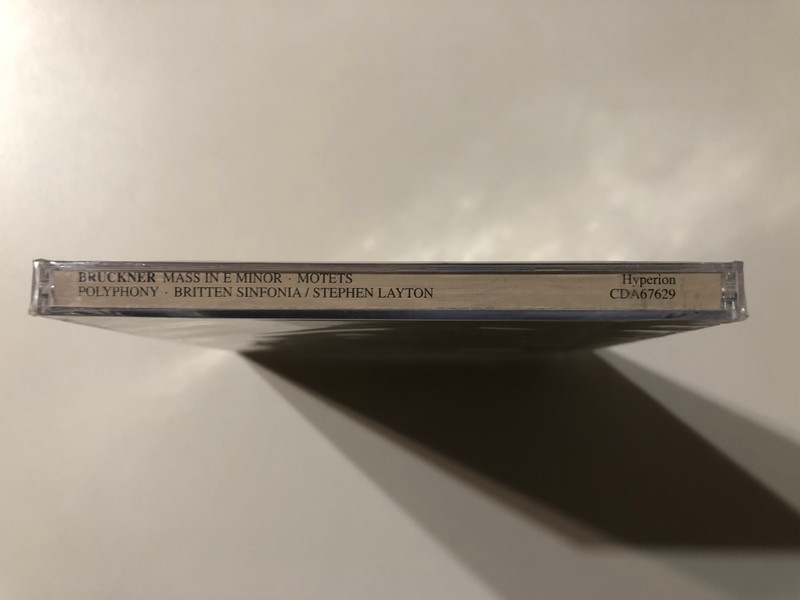 BRUCKNER MASS IN E MINOR · MOTETS
POLYPHONY · BRITTEN SINFONIA / STEPHEN LAYTON
Hyperion
CDA67629